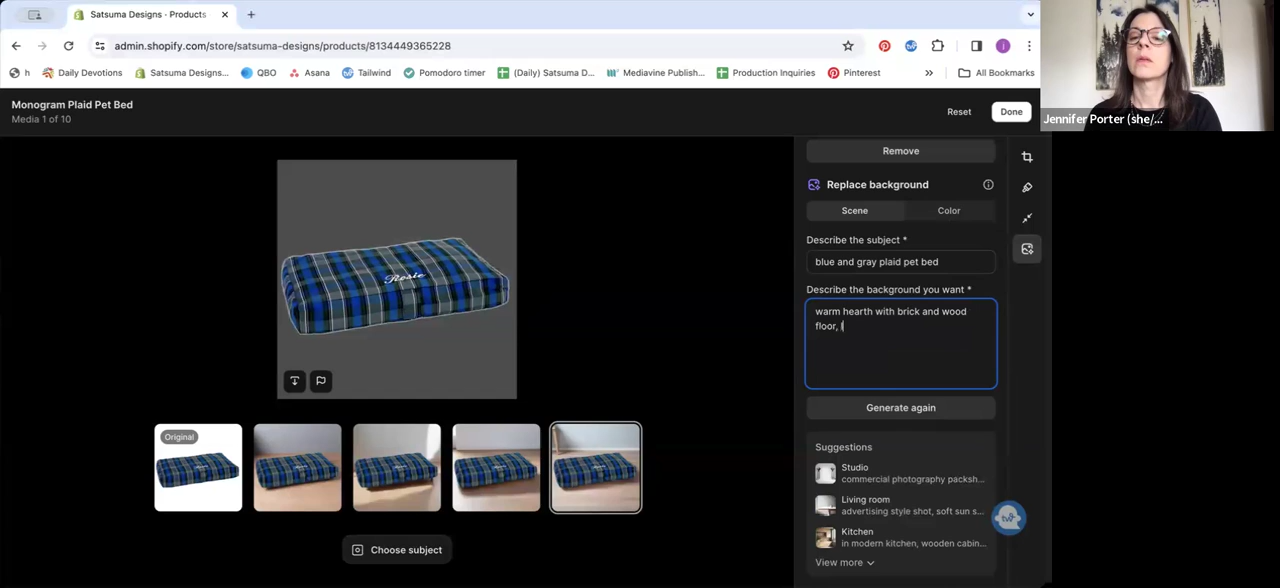 Satsuma Designs · Products
admin.shopify.com/store/satsuma-designs/products/8134449365228
h
Daily Devotions
Satsuma Designs...
QBO
Asana
Tailwind
Pomodoro timer
(Daily) Satsuma D...
Mediavine Publish...
Production Inquiries
Pinterest
»
All Bookmarks
Monogram Plaid Pet Bed
Media 1 of 10
Reset
Done
Jennifer Porter (she/...
Remove
Replace background
Scene
Color
Describe the subject *
blue and gray plaid pet bed
Describe the background you want *
warm hearth with brick and wood
floor, l
Generate again
Suggestions
Studio
commercial photography packsh...
Living room
advertising style shot, soft sun s...
Kitchen
in modern kitchen, wooden cabin...
View more
Rosie
Original
Choose subject